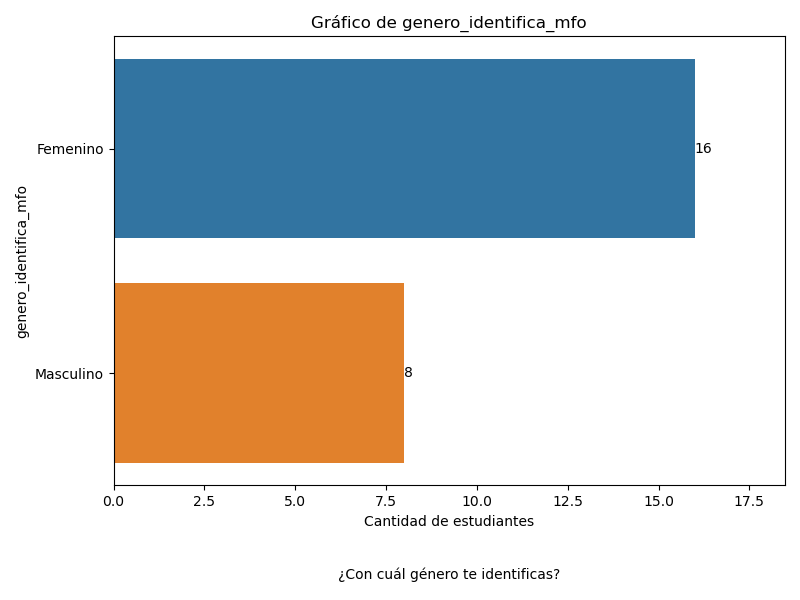 Gráfico de genero_identifica_mfo
genero_identifica_mfo
Femenino
16
Masculino
8
0.0 2.5 5.0 7.5 10.0 12.5 15.0 17.5
Cantidad de estudiantes
¿Con cuál género te identificas?